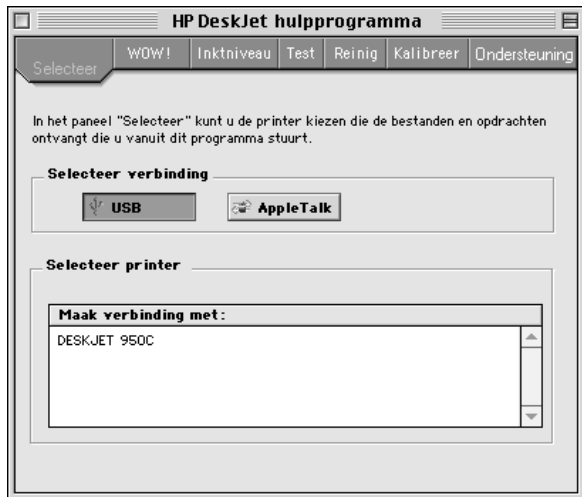 HP DeskJet hulpprogramma
Selecteer WOW! Inktniveau Test Reinig Kalibreer Ondersteuning
In het paneel "Selecteer" kunt u de printer kiezen die de bestanden en opdrachten
ontvangt die u vanuit dit programma stuurt.
Selecteer verbinding
USB AppleTalk
Selecteer printer
Maak verbinding met:
DESKJET 950C